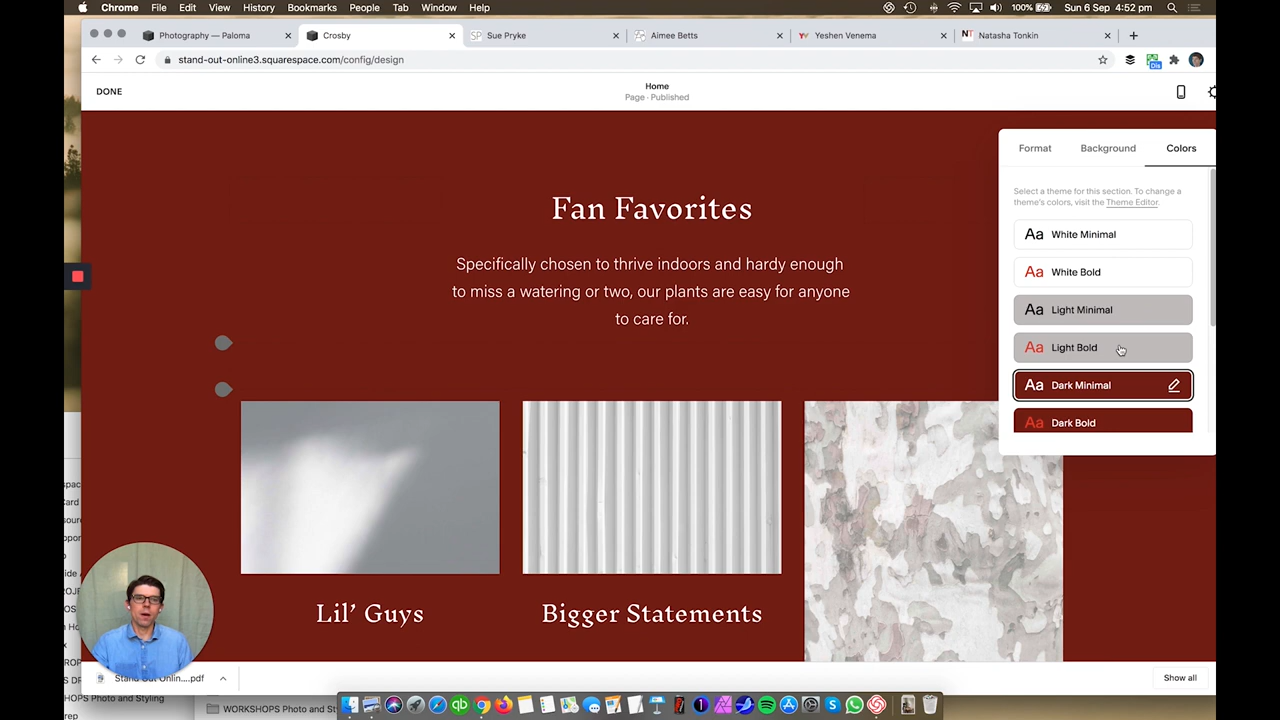 Chrome File Edit View History Bookmarks People Tab Window Help 100% Sun 6 Sep 4:52 pm
Photography — Paloma Crosby Sue Pryke Aimee Betts Yeshen Venema Natasha Tonkin
stand-out-online3.squarespace.com/config/design
DONE
Home
Page · Published
Format Background Colors
Select a theme for this section. To change a
theme's colors, visit the Theme Editor.
Aa White Minimal
Aa White Bold
Aa Light Minimal
Aa Light Bold
Aa Dark Minimal
Aa Dark Bold
Fan Favorites
Specifically chosen to thrive indoors and hardy enough
to miss a watering or two, our plants are easy for anyone
to care for.
Lil' Guys
Bigger Statements
Stand Out Onlin....pdf
Show all
WORKSHOPS Photo and St
HOPS Photo and Styling